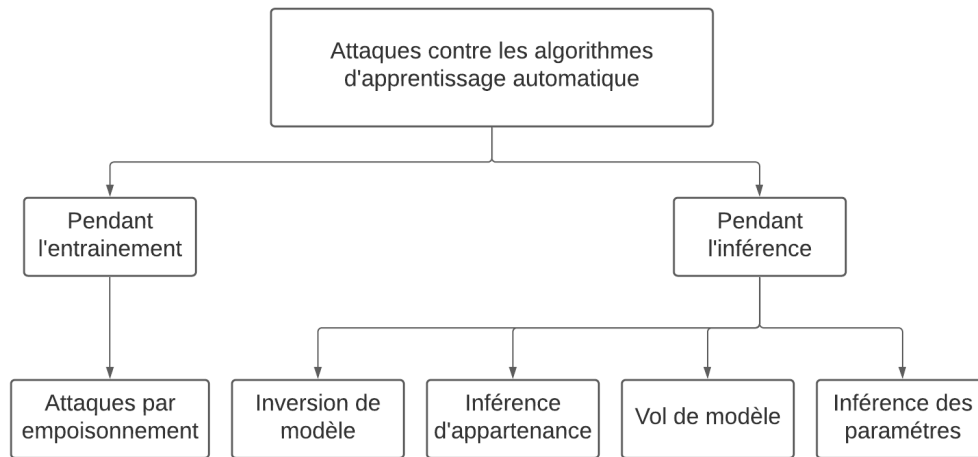 Attaques contre les algorithmes
d'apprentissage automatique
Pendant
l'entrainement
Pendant
l'inférence
Attaques par
empoisonnement
Inversion de
modèle
Inférence
d'appartenance
Vol de modèle
Inférence des
paramétres